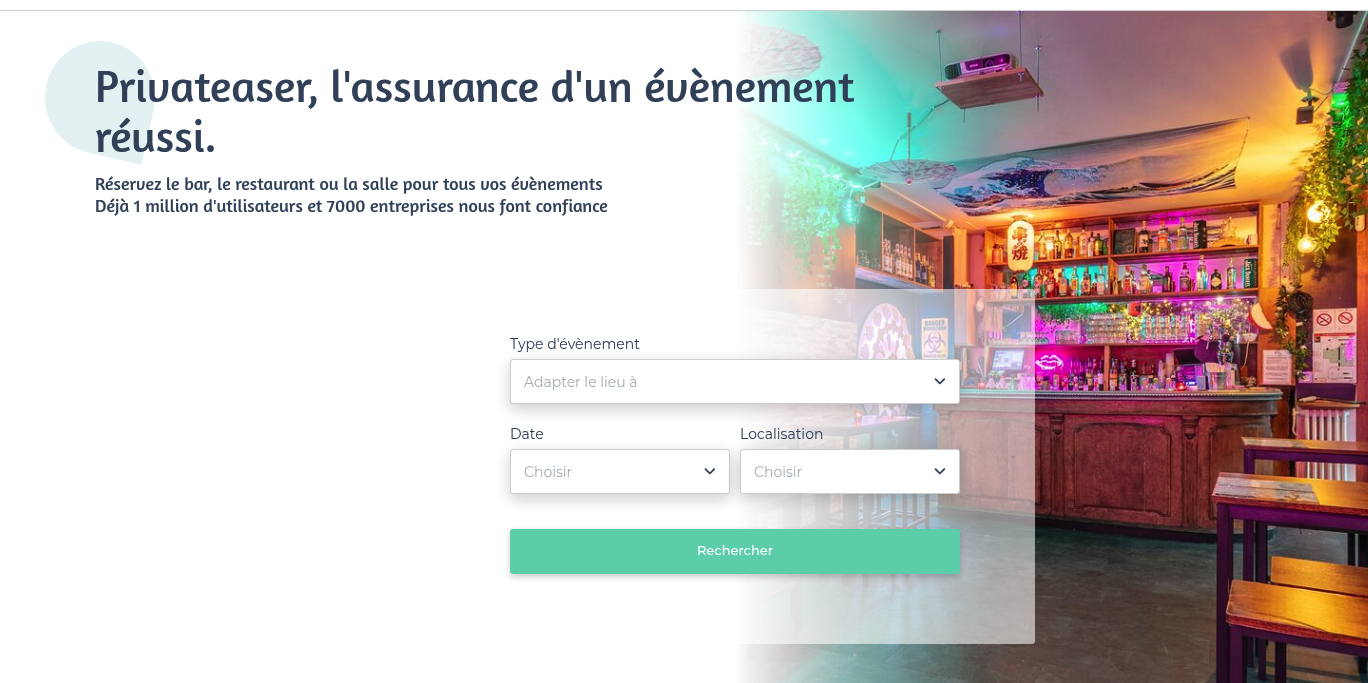 Privateaser, l'assurance d'un évènement
réussi.
Réservez le bar, le restaurant ou la salle pour tous vos évènements
Déjà 1 million d'utilisateurs et 7000 entreprises nous font confiance
Type d'évènement
Adapter le lieu à
Date
Localisation
Choisir
Choisir
Rechercher